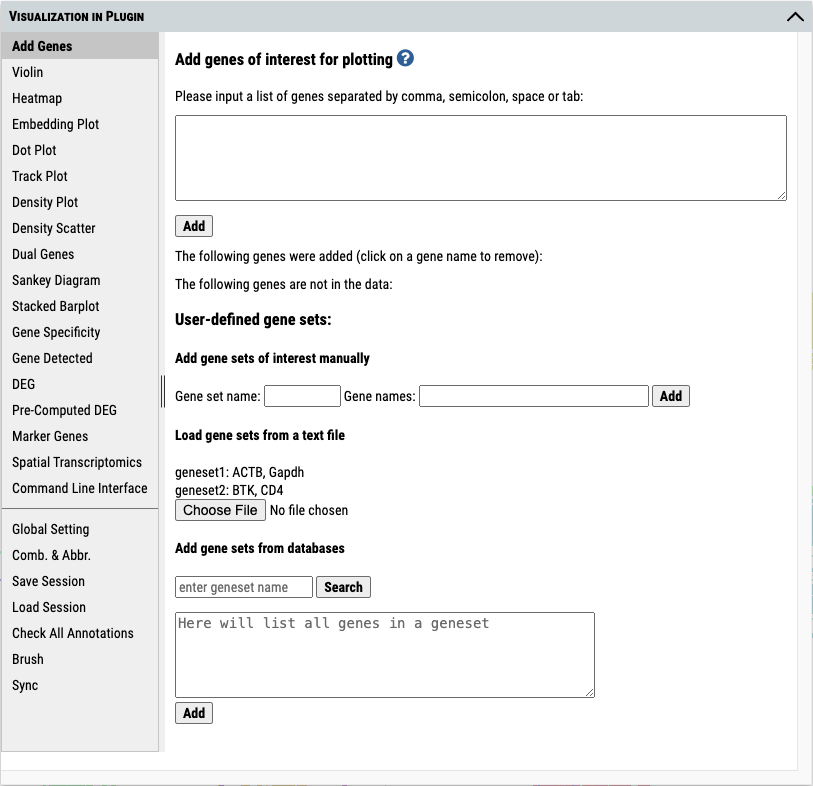 Visualization in Plugin
Add Genes
Violin
Heatmap
Embedding Plot
Dot Plot
Track Plot
Density Plot
Density Scatter
Dual Genes
Sankey Diagram
Stacked Barplot
Gene Specificity
Gene Detected
DEG
Pre-Computed DEG
Marker Genes
Spatial Transcriptomics
Command Line Interface
Global Setting
Comb. & Abbr.
Save Session
Load Session
Check All Annotations
Brush
Sync
Add genes of interest for plotting ?
Please input a list of genes separated by comma, semicolon, space or tab:
Add
The following genes were added (click on a gene name to remove):
The following genes are not in the data:
User-defined gene sets:
Add gene sets of interest manually
Gene set name: Gene names: Add
Load gene sets from a text file
geneset1: ACTB, Gapdh
geneset2: BTK, CD4
Choose File No file chosen
Add gene sets from databases
enter geneset name Search
Here will list all genes in a geneset
Add